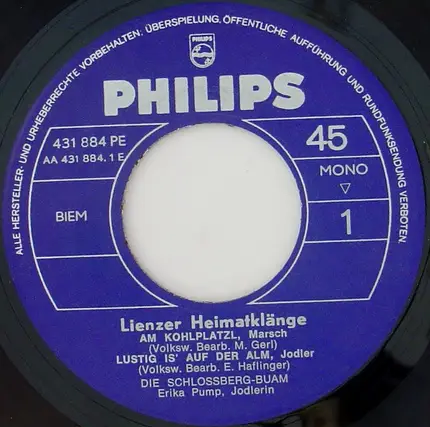 ALLE HERSTELLER- UND URHEBERRECHTE VORBEHALTEN. ÜBERSPIELUNG, ÖFFENTLICHE AUFFÜHRUNG UND RUNDFUNKSENDUNG VERBOTEN.
PHILIPS
PHILIPS
431 884 PE
AA 431 884.1 E
BIEM
45
MONO
▽
1
Lienzer Heimatklänge
AM KOHLPLATZL, Marsch
(Volksw. Bearb. M. Gerl)
LUSTIG IS' AUF DER ALM, Jodler
(Volksw. Bearb. E. Haflinger)
DIE SCHLOSSBERG-BUAM
Erika Pump, Jodlerin